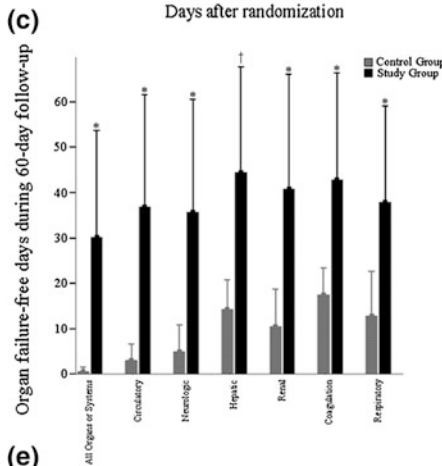 Days after randomization
(c)
Organ failure-free days during 60-day follow-up
Control Group
Study Group
† 
* * * * * *
60
50
40
30
20
10
0
All Organs or Systems
Circulatory
Neurologic
Hepatic
Renal
Coagulation
Respiratory
(e)